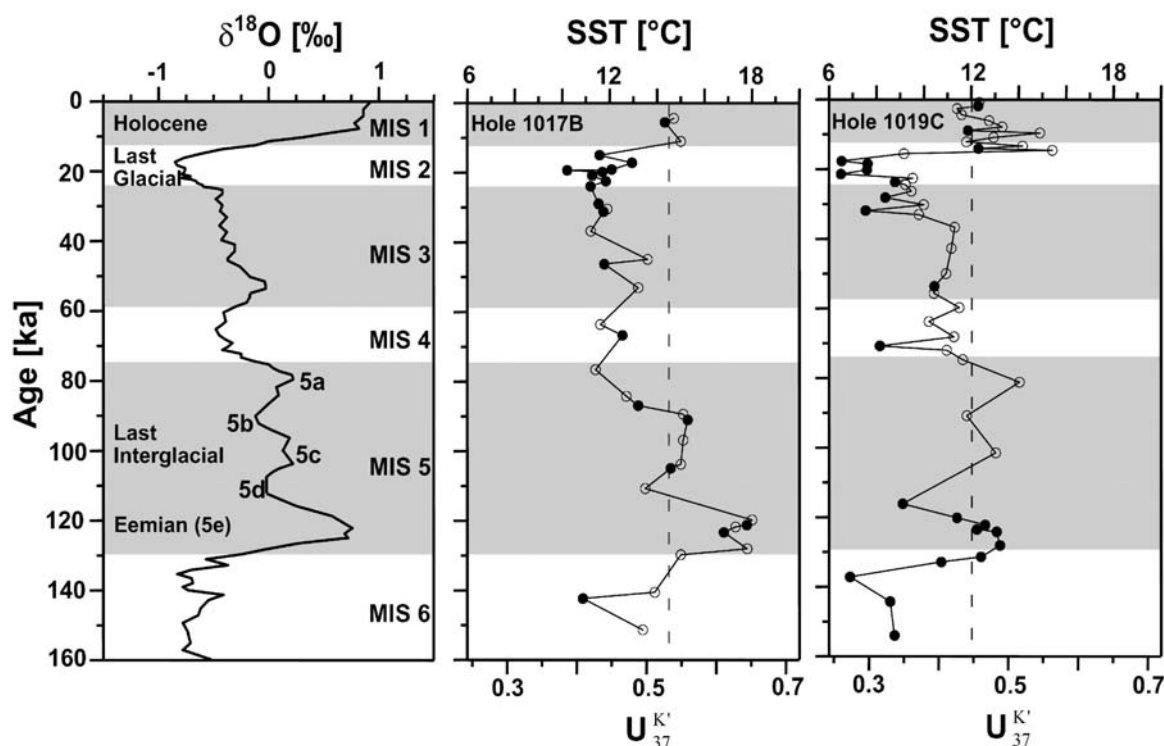 δ18O [‰]
-1 0 1
SST [°C]
6 12 18
SST [°C]
6 12 18
Age [ka]
0
20
40
60
80
100
120
140
160
Holocene
MIS 1
Last
Glacial
MIS 2
MIS 3
MIS 4
5a
5b
Last
Interglacial
5c
MIS 5
5d
Eemian (5e)
MIS 6
Hole 1017B
Hole 1019C
0.3 0.5 0.7
U K' 37
0.3 0.5 0.7
U K' 37